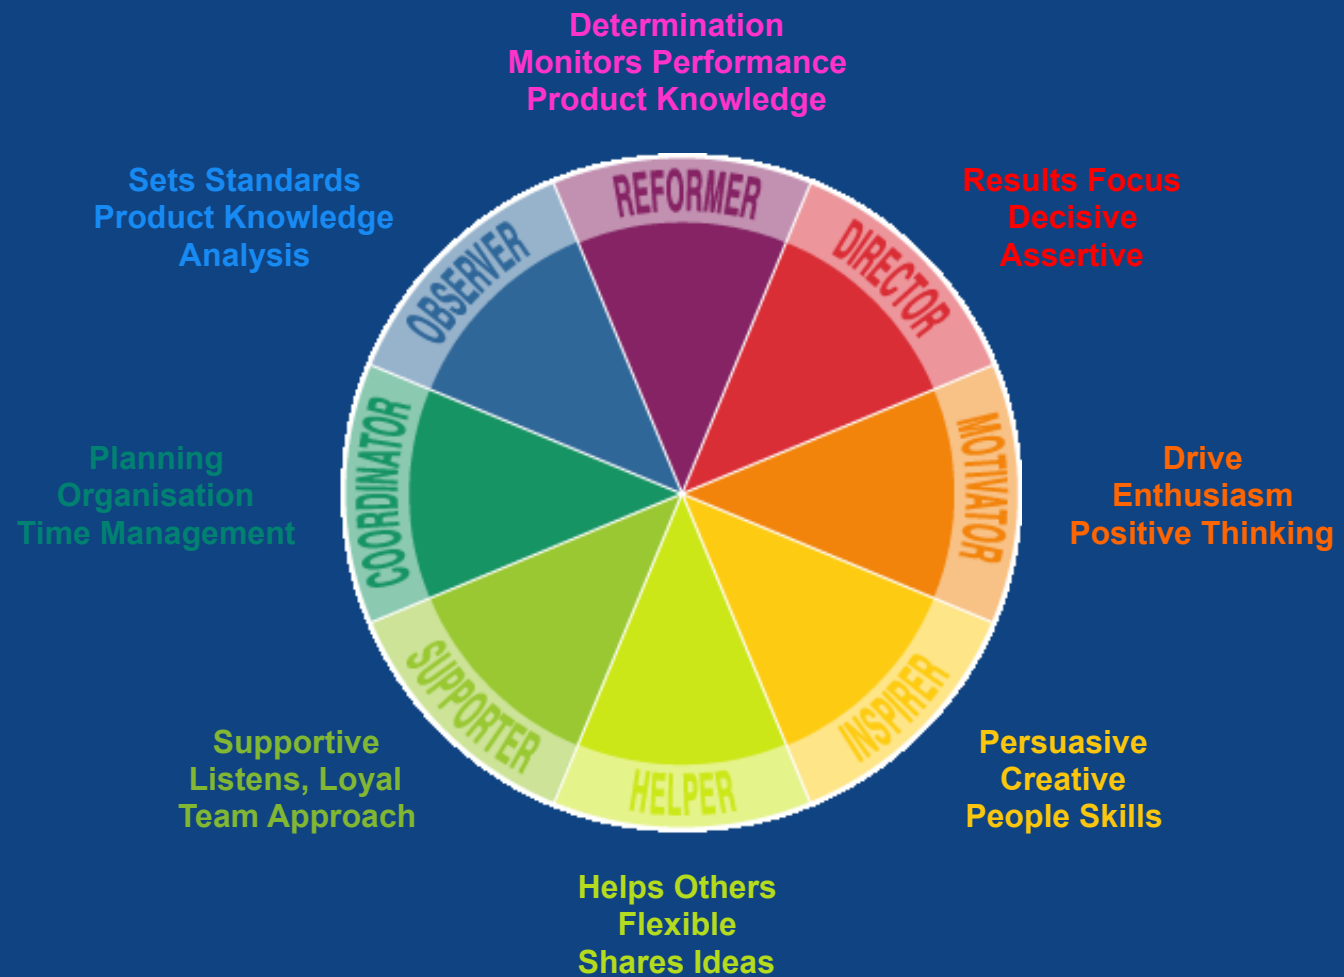 Determination
Monitors Performance
Product Knowledge
Sets Standards
Product Knowledge
Analysis
Results Focus
Decisive
Assertive
REFORMER
OBSERVER
DIRECTOR
COORDINATOR
MOTIVATOR
Planning
Organisation
Time Management
Drive
Enthusiasm
Positive Thinking
SUPPORTER
HELPER
INSPIRER
Supportive
Listens, Loyal
Team Approach
Persuasive
Creative
People Skills
Helps Others
Flexible
Shares Ideas